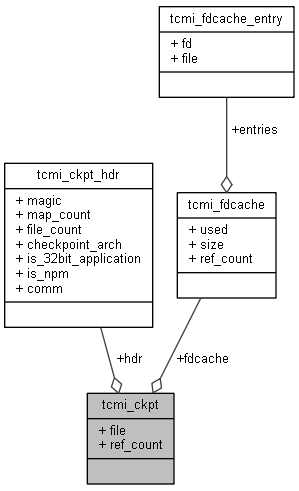 tcmi_fdcache_entry
+ fd
+ file
+entries
tcmi_ckpt_hdr
+ magic
+ map_count
+ file_count
+ checkpoint_arch
+ is_32bit_application
+ is_npm
+ comm
tcmi_fdcache
+ used
+ size
+ ref_count
+hdr
+fdcache
tcmi_ckpt
+ file
+ ref_count